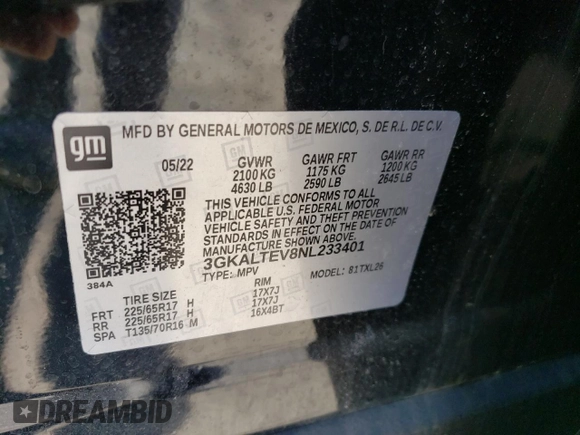 gm
MFD BY GENERAL MOTORS DE MEXICO, S. DE R.L. DE C.V.
05/22 GVWR GAWR FRT GAWR RR
2100 KG 1175 KG 1200 KG
4630 LB 2590 LB 2645 LB
THIS VEHICLE CONFORMS TO ALL
APPLICABLE U.S. FEDERAL MOTOR
VEHICLE SAFETY AND THEFT PREVENTION
STANDARDS IN EFFECT ON THE DATE OF
MANUFACTURE SHOWN ABOVE.
3GKALTEV8NL233401
TYPE: MPV MODEL: 81TXL26
384A
TIRE SIZE RIM
FRT 225/65R17 H 17X7J
RR 225/65R17 H 17X7J
SPA T135/70R16 M 16X4BT
DREAMBID